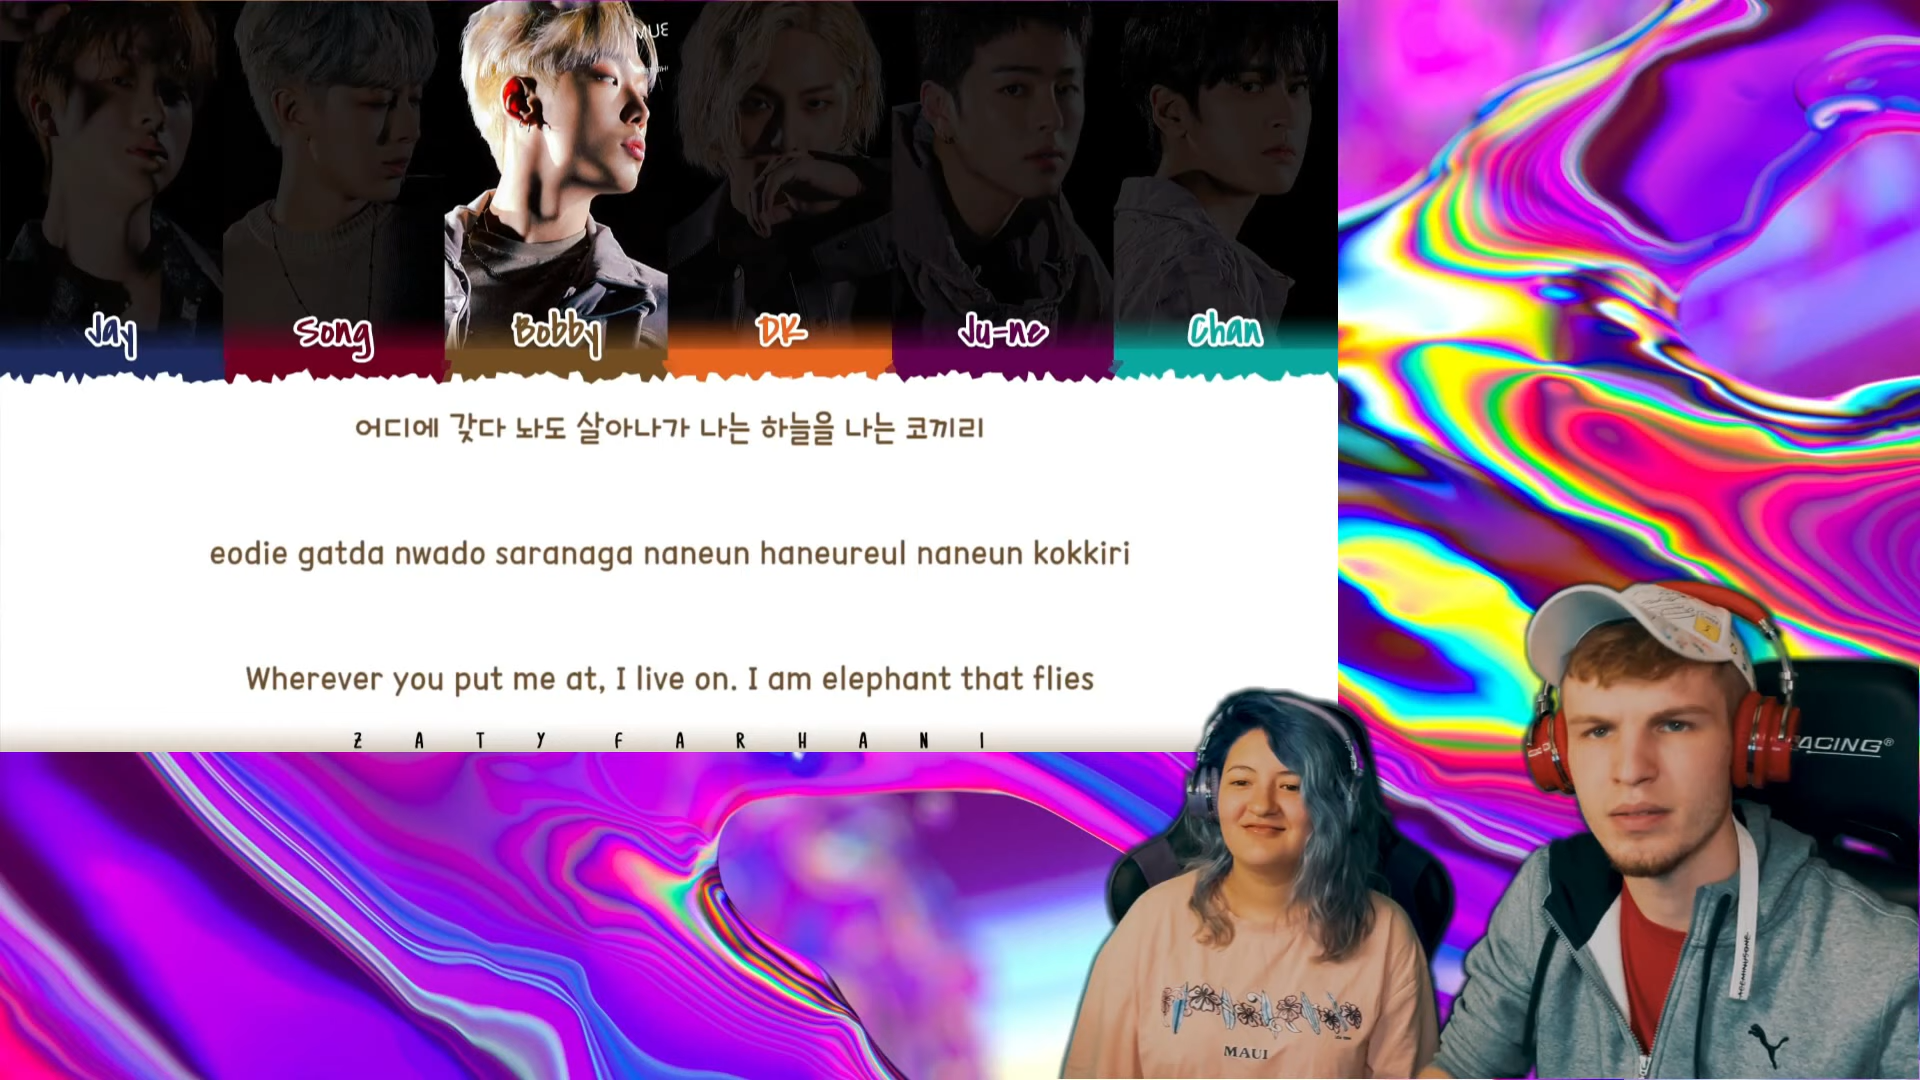 MUE
Jay
Song
Bobby
DK
Ju-ne
Chan
어디에 갖다 놔도 살아나가 나는 하늘을 나는 코끼리
eodie gatda nwado saranaga naneun haneureul naneun kokkiri
Wherever you put me at, I live on. I am elephant that flies
Z A T Y F A R H A N I
ACING®
MAUI